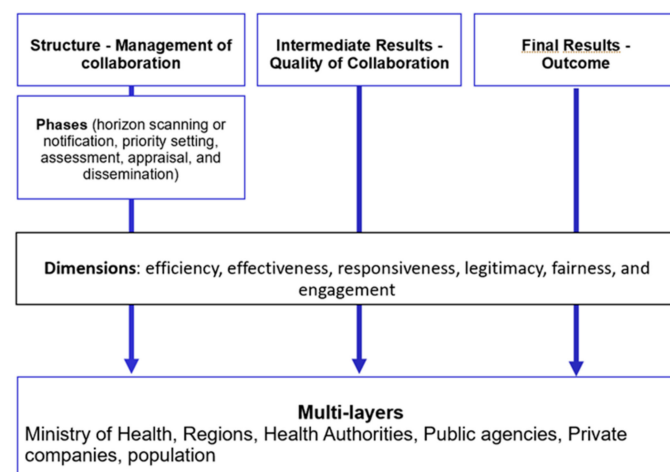 Structure - Management of
collaboration
Intermediate Results -
Quality of Collaboration
Final Results -
Outcome
Phases (horizon scanning or
notification, priority setting,
assessment, appraisal, and
dissemination)
Dimensions: efficiency, effectiveness, responsiveness, legitimacy, fairness, and
engagement
Multi-layers
Ministry of Health, Regions, Health Authorities, Public agencies, Private
companies, population